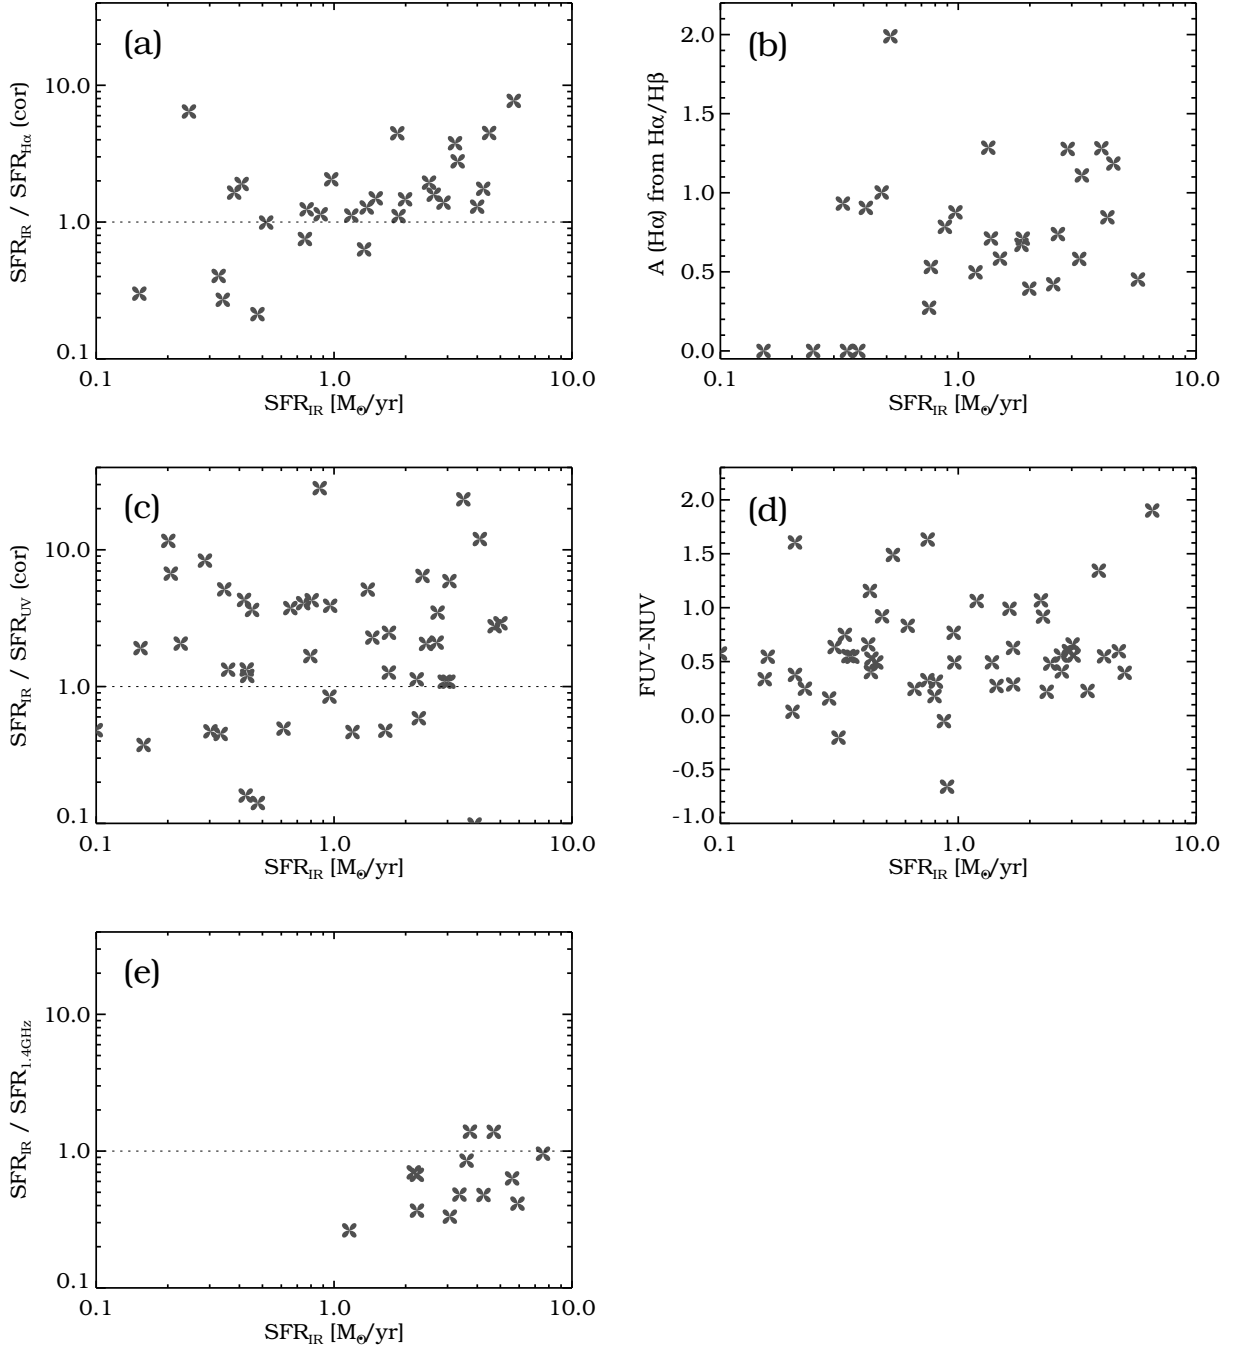 (a)
SFR_IR / SFR_Hα (cor)
10.0
1.0
0.1
0.1 1.0 10.0
SFR_IR [M_⊙/yr]
(b)
A (Hα) from Hα/Hβ
2.0
1.5
1.0
0.5
0.0
0.1 1.0 10.0
SFR_IR [M_⊙/yr]
(c)
SFR_IR / SFR_UV (cor)
10.0
1.0
0.1
0.1 1.0 10.0
SFR_IR [M_⊙/yr]
(d)
FUV-NUV
2.0
1.5
1.0
0.5
0.0
-0.5
-1.0
0.1 1.0 10.0
SFR_IR [M_⊙/yr]
(e)
SFR_IR / SFR_1.4GHz
10.0
1.0
0.1
0.1 1.0 10.0
SFR_IR [M_⊙/yr]